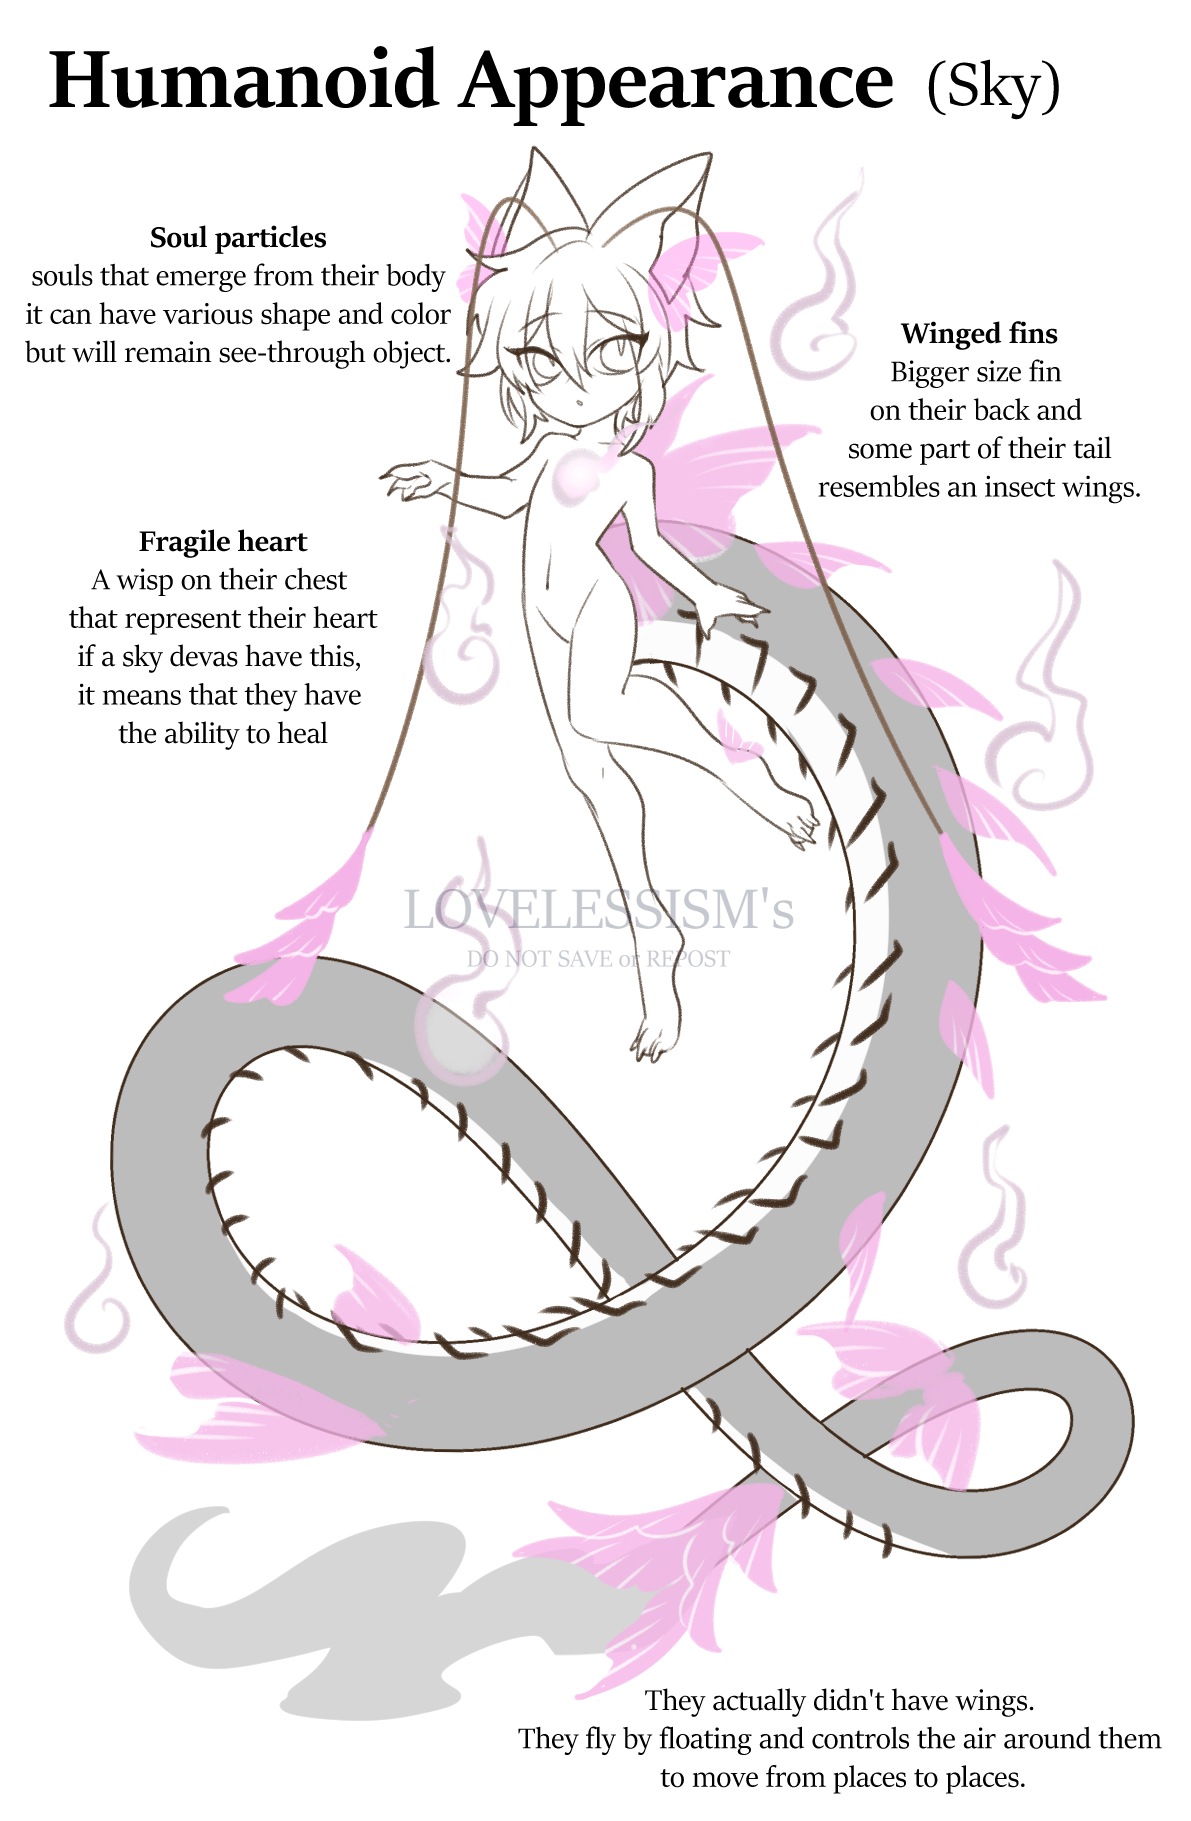 Humanoid Appearance (Sky)
Soul particles
souls that emerge from their body
it can have various shape and color
but will remain see-through object.
Winged fins
Bigger size fin
on their back and
some part of their tail
resembles an insect wings.
Fragile heart
A wisp on their chest
that represent their heart
if a sky devas have this,
it means that they have
the ability to heal
LOVELESSISM's
DO NOT SAVE or REPOST
They actually didn't have wings.
They fly by floating and controls the air around them
to move from places to places.